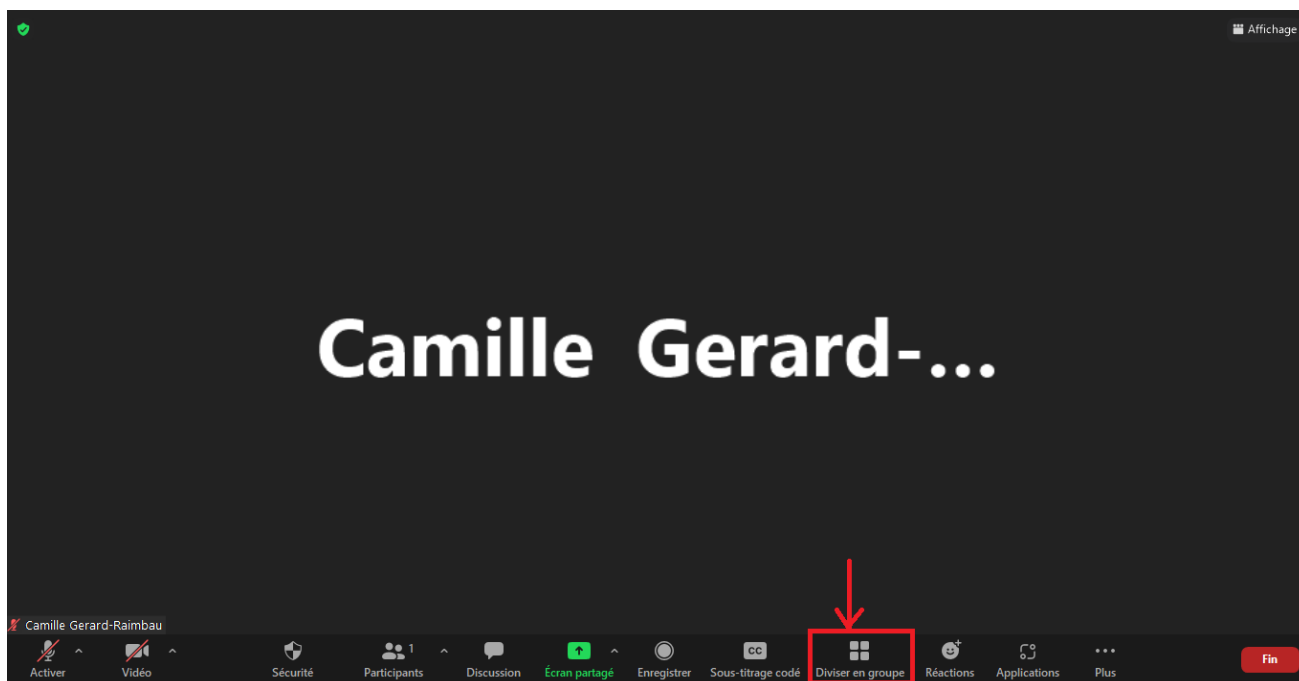 Affichage
Camille Gerard-...
Camille Gerard-Raimbau
1
CC
Activer Vidéo Sécurité Participants Discussion Écran partagé Enregistrer Sous-titrage codé Diviser en groupe Réactions Applications Plus Fin